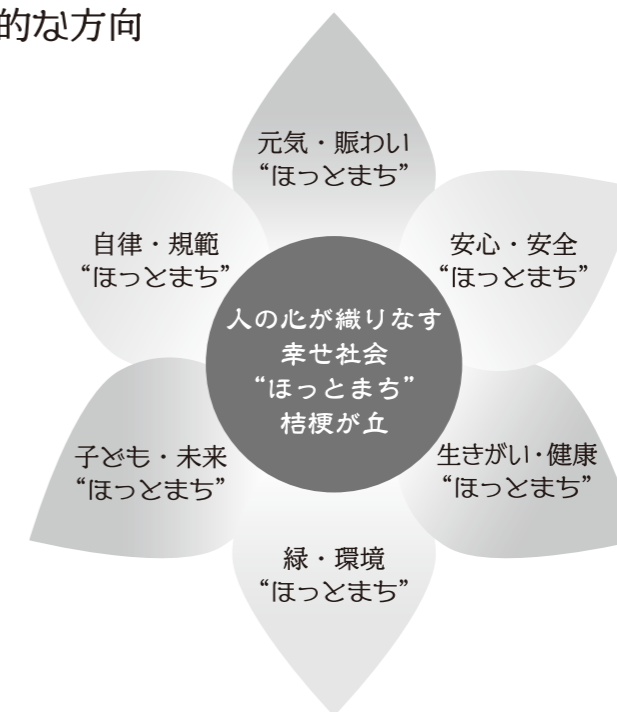 的な方向
元気・賑わい
“ほっとまち”
自律・規範
“ほっとまち”
安心・安全
“ほっとまち”
人の心が織りなす
幸せ社会
“ほっとまち”
桔梗が丘
子ども・未来
“ほっとまち”
生きがい・健康
“ほっとまち”
緑・環境
“ほっとまち”